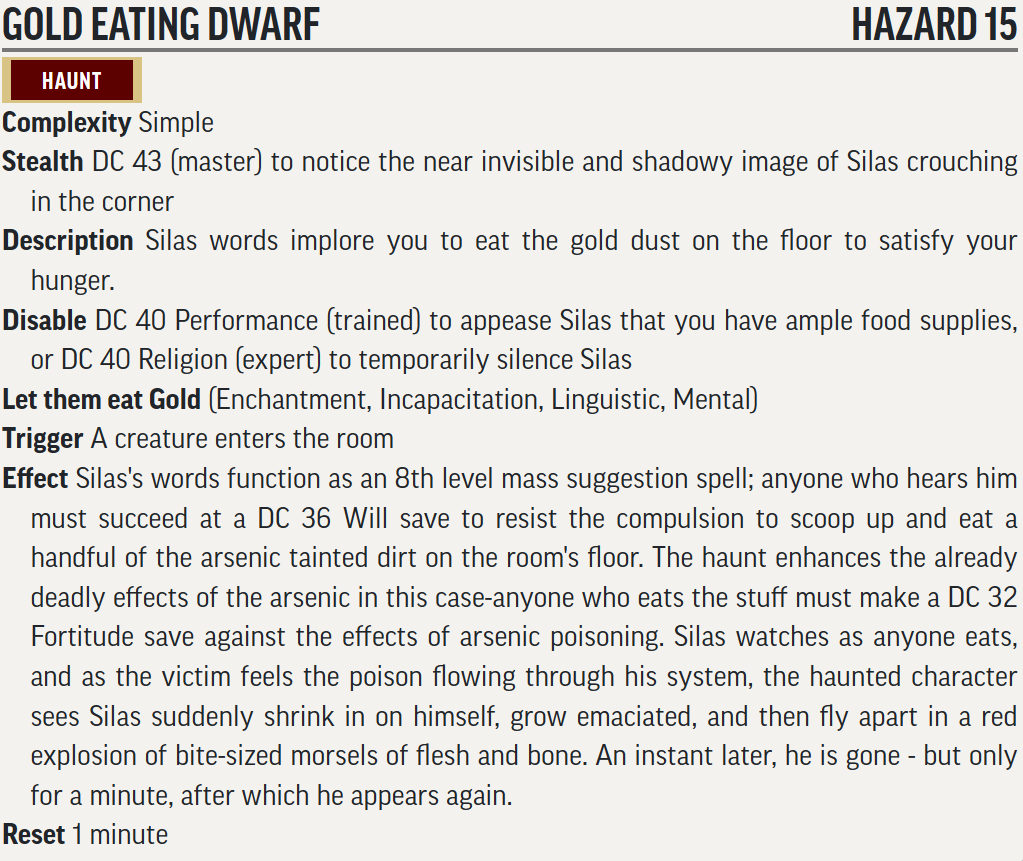 GOLD EATING DWARF HAZARD 15
HAUNT
Complexity Simple
Stealth DC 43 (master) to notice the near invisible and shadowy image of Silas crouching
in the corner
Description Silas words implore you to eat the gold dust on the floor to satisfy your
hunger.
Disable DC 40 Performance (trained) to appease Silas that you have ample food supplies,
or DC 40 Religion (expert) to temporarily silence Silas
Let them eat Gold (Enchantment, Incapacitation, Linguistic, Mental)
Trigger A creature enters the room
Effect Silas's words function as an 8th level mass suggestion spell; anyone who hears him
must succeed at a DC 36 Will save to resist the compulsion to scoop up and eat a
handful of the arsenic tainted dirt on the room's floor. The haunt enhances the already
deadly effects of the arsenic in this case-anyone who eats the stuff must make a DC 32
Fortitude save against the effects of arsenic poisoning. Silas watches as anyone eats,
and as the victim feels the poison flowing through his system, the haunted character
sees Silas suddenly shrink in on himself, grow emaciated, and then fly apart in a red
explosion of bite-sized morsels of flesh and bone. An instant later, he is gone - but only
for a minute, after which he appears again.
Reset 1 minute